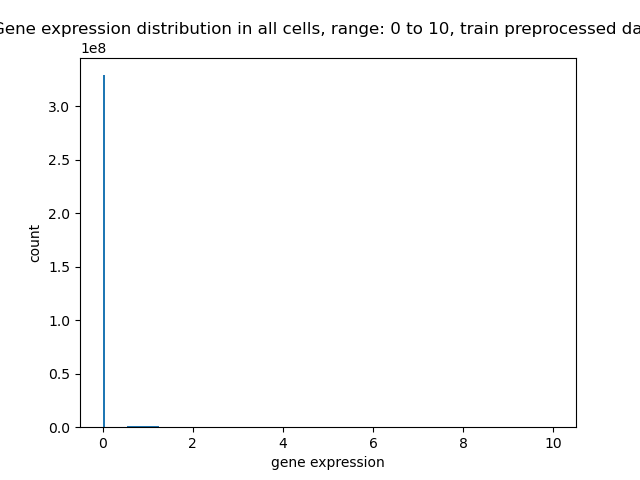 Gene expression distribution in all cells, range: 0 to 10, train preprocessed da
1e8
3.0
2.5
2.0
1.5
1.0
0.5
0.0
count
0 2 4 6 8 10
gene expression